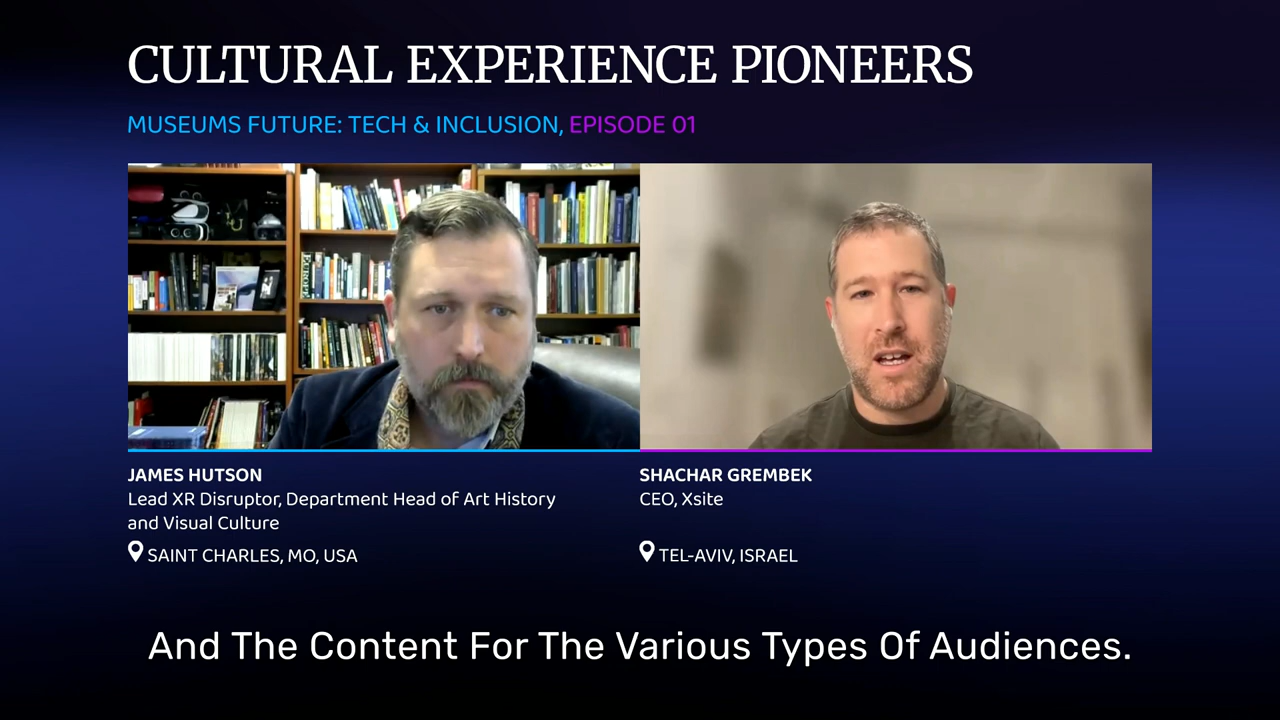 CULTURAL EXPERIENCE PIONEERS
MUSEUMS FUTURE: TECH & INCLUSION, EPISODE 01
JAMES HUTSON
Lead XR Disruptor, Department Head of Art History
and Visual Culture
SAINT CHARLES, MO, USA
SHACHAR GREMBEK
CEO, Xsite
TEL-AVIV, ISRAEL
And The Content For The Various Types Of Audiences.